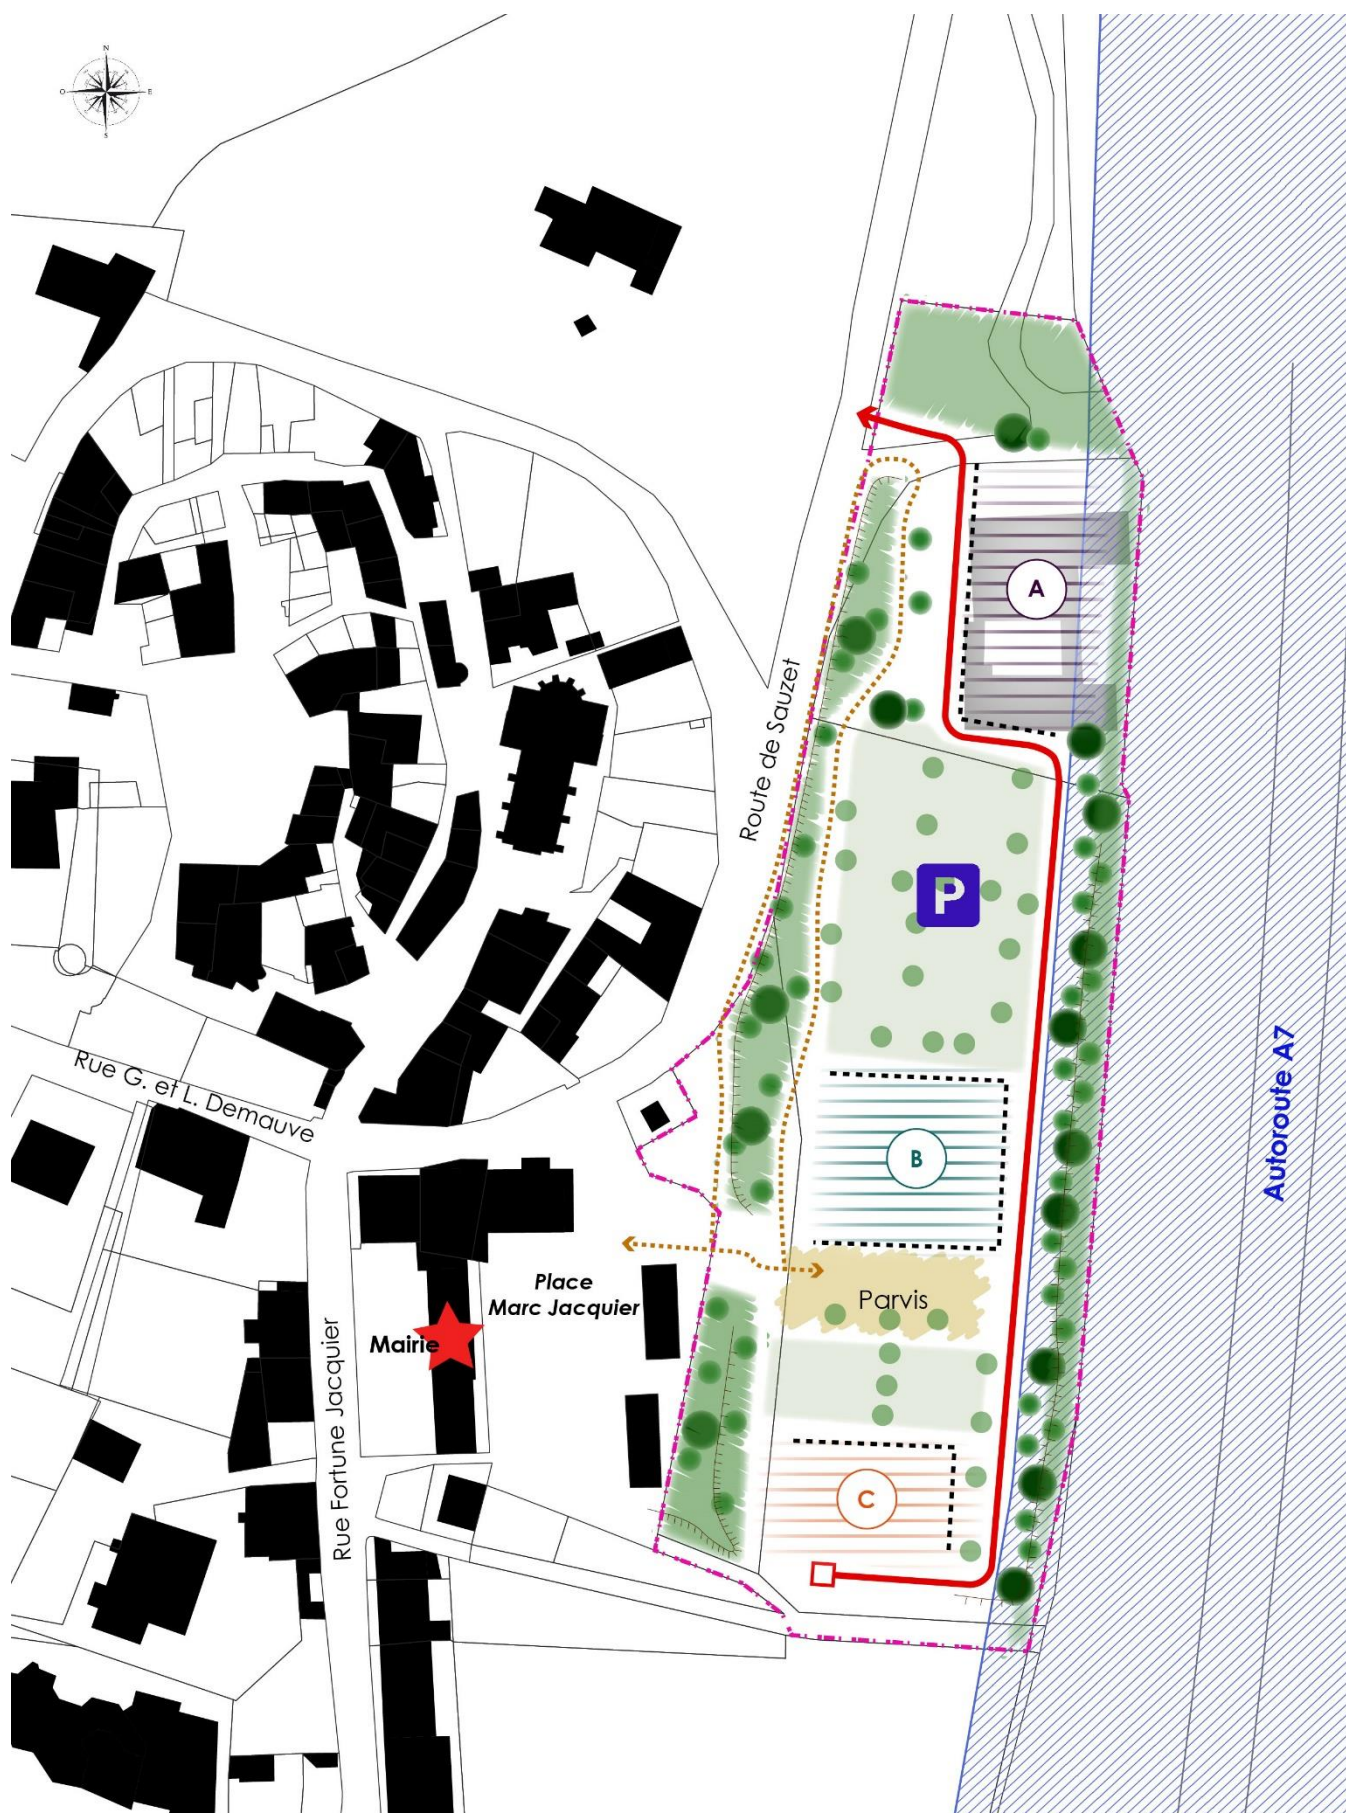 N
O
E
S
A
Route de Sauzet
P
Autoroute A7
Rue G. et L. Demauve
B
Place
Marc Jacquier
Parvis
Mairie
Rue Fortune Jacquier
C